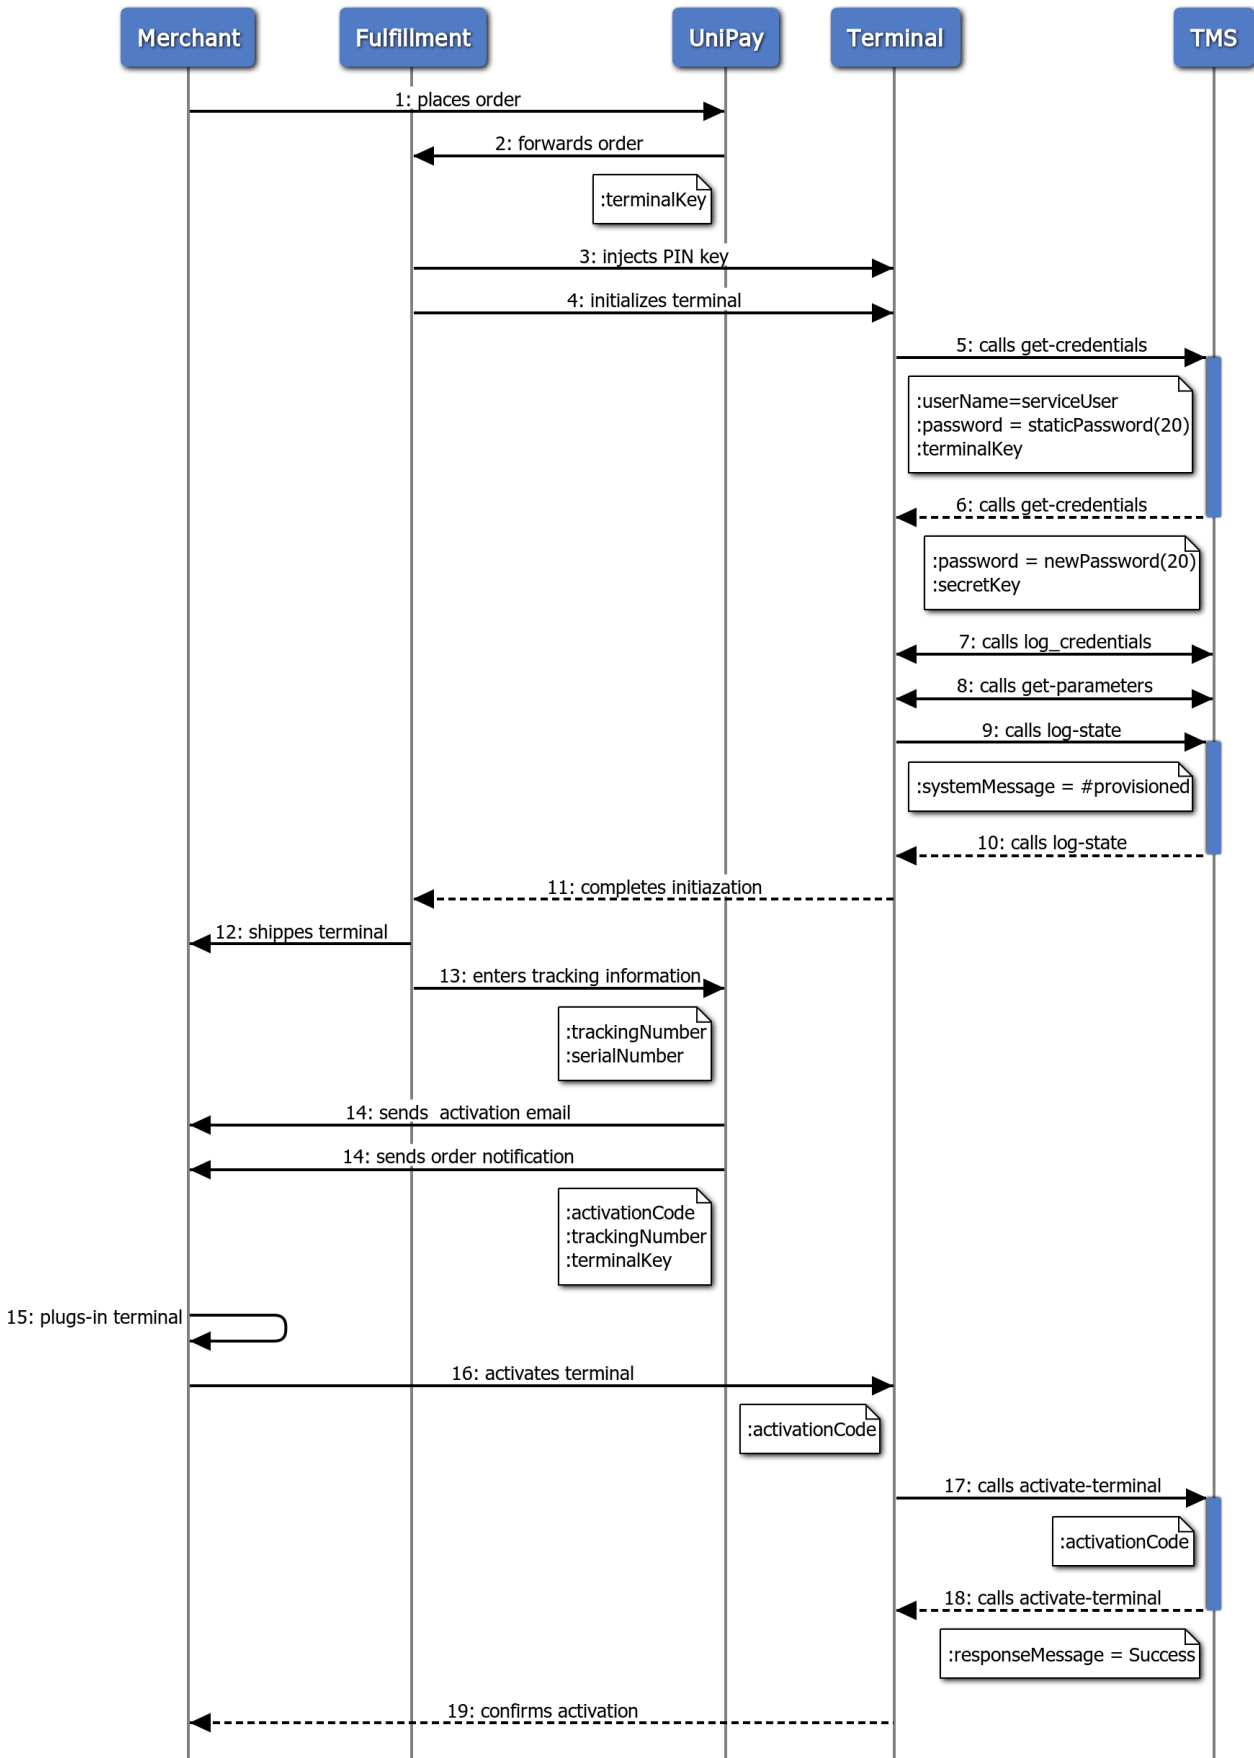 Merchant
Fulfillment
UniPay
Terminal
TMS
1: places order
2: forwards order
:terminalKey
3: injects PIN key
4: initializes terminal
5: calls get-credentials
:userName=serviceUser
:password = staticPassword(20)
:terminalKey
6: calls get-credentials
:password = newPassword(20)
:secretKey
7: calls log_credentials
8: calls get-parameters
9: calls log-state
:systemMessage = #provisioned
10: calls log-state
11: completes initiazation
12: shippes terminal
13: enters tracking information
:trackingNumber
:serialNumber
14: sends  activation email
14: sends order notification
:activationCode
:trackingNumber
:terminalKey
15: plugs-in terminal
16: activates terminal
:activationCode
17: calls activate-terminal
:activationCode
18: calls activate-terminal
:responseMessage = Success
19: confirms activation